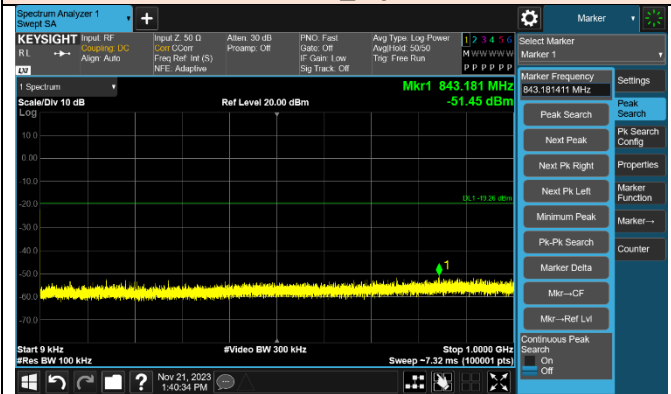 Spectrum Analyzer 1
Swept SA
+
Marker
KEYSIGHT
RL
LXI
Input: RF
Coupling: DC
Align: Auto
Input Z: 50 Ω
Corr CCorr
Freq Ref: Int (S)
NFE: Adaptive
Atten: 30 dB
Preamp: Off
PNO: Fast
Gate: Off
IF Gain: Low
Sig Track: Off
Avg Type: Log-Power
Avg|Hold: 50/50
Trig: Free Run
1 2 3 4 5 6
M W W W W W
P P P P P P
Select Marker
Marker 1
1 Spectrum
Scale/Div 10 dB
Log
Ref Level 20.00 dBm
Mkr1 843.181 MHz
-51.45 dBm
10.0
0.00
-10.0
-20.0
-30.0
-40.0
-50.0
-60.0
-70.0
DL1 -19.26 dBm
1
Start 9 kHz
#Res BW 100 kHz
#Video BW 300 kHz
Stop 1.0000 GHz
Sweep ~7.32 ms (100001 pts)
Marker Frequency
843.181411 MHz
Peak Search
Next Peak
Next Pk Right
Next Pk Left
Minimum Peak
Pk-Pk Search
Marker Delta
Mkr→CF
Mkr→Ref Lvl
Continuous Peak
Search
On
Off
Settings
Peak
Search
Pk Search
Config
Properties
Marker
Function
Marker→
Counter
?
Nov 21, 2023
1:40:34 PM